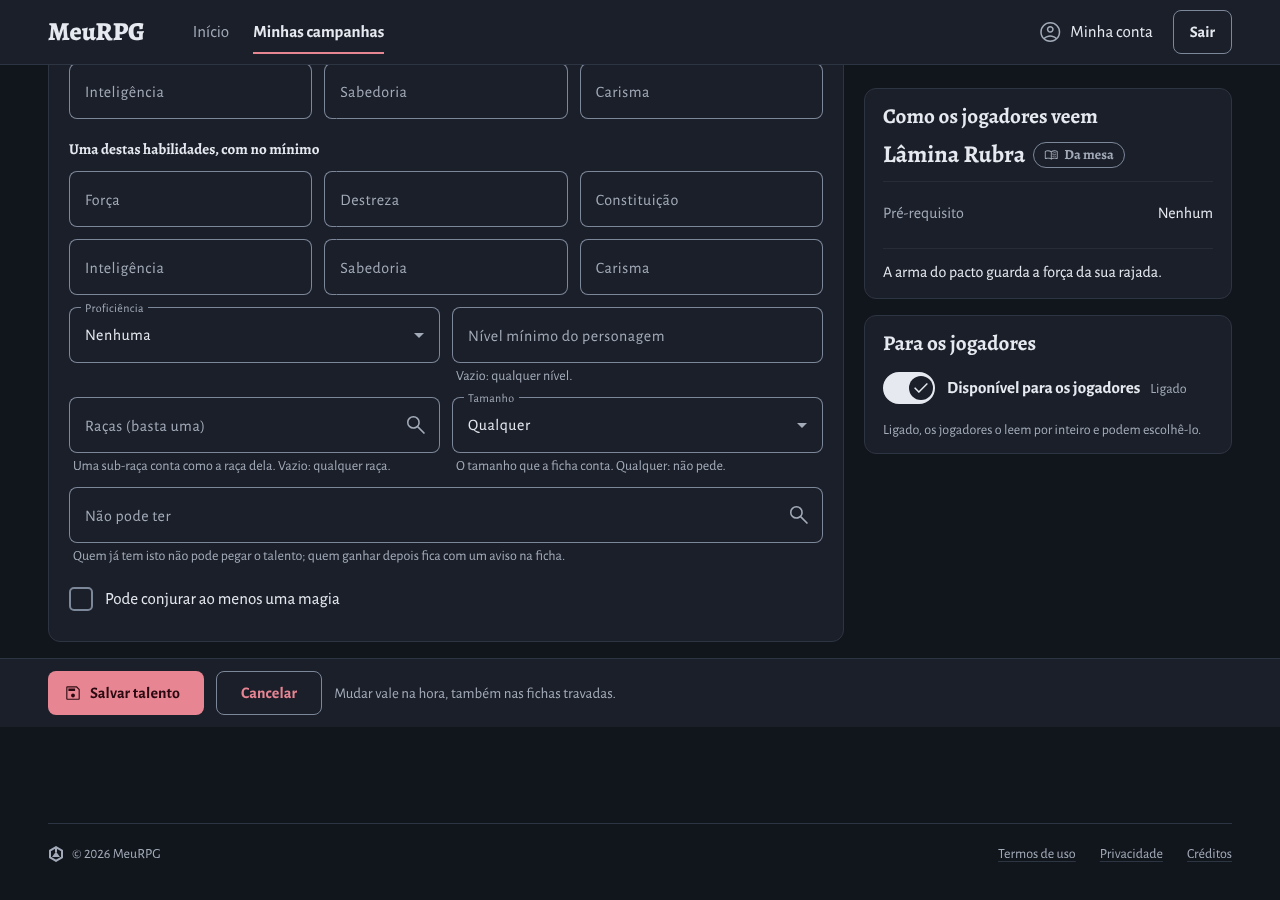 MeuRPG
Início
Minhas campanhas
Minha conta
Sair
Inteligência
Sabedoria
Carisma
Uma destas habilidades, com no mínimo
Força
Destreza
Constituição
Inteligência
Sabedoria
Carisma
Proficiência
Nenhuma
Nível mínimo do personagem
Vazio: qualquer nível.
Raças (basta uma)
Uma sub-raça conta como a raça dela. Vazio: qualquer raça.
Tamanho
Qualquer
O tamanho que a ficha conta. Qualquer: não pede.
Não pode ter
Quem já tem isto não pode pegar o talento; quem ganhar depois fica com um aviso na ficha.
Pode conjurar ao menos uma magia
Como os jogadores veem
Lâmina Rubra
Da mesa
Pré-requisito
Nenhum
A arma do pacto guarda a força da sua rajada.
Para os jogadores
Disponível para os jogadores
Ligado
Ligado, os jogadores o leem por inteiro e podem escolhê-lo.
Salvar talento
Cancelar
Mudar vale na hora, também nas fichas travadas.
© 2026 MeuRPG
Termos de uso
Privacidade
Créditos